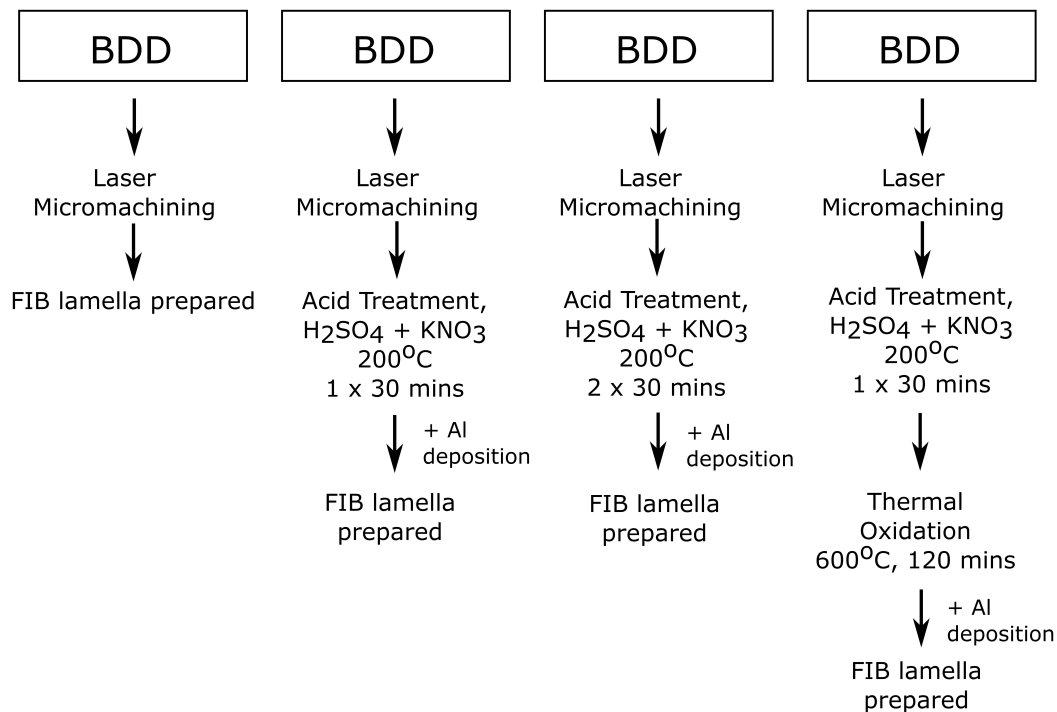 BDD
Laser
Micromachining
FIB lamella prepared
BDD
Laser
Micromachining
Acid Treatment,
H2SO4 + KNO3
200oC
1 x 30 mins
+ Al
deposition
FIB lamella
prepared
BDD
Laser
Micromachining
Acid Treatment,
H2SO4 + KNO3
200oC
2 x 30 mins
+ Al
deposition
FIB lamella
prepared
BDD
Laser
Micromachining
Acid Treatment,
H2SO4 + KNO3
200oC
1 x 30 mins
Thermal
Oxidation
600oC, 120 mins
+ Al
deposition
FIB lamella
prepared